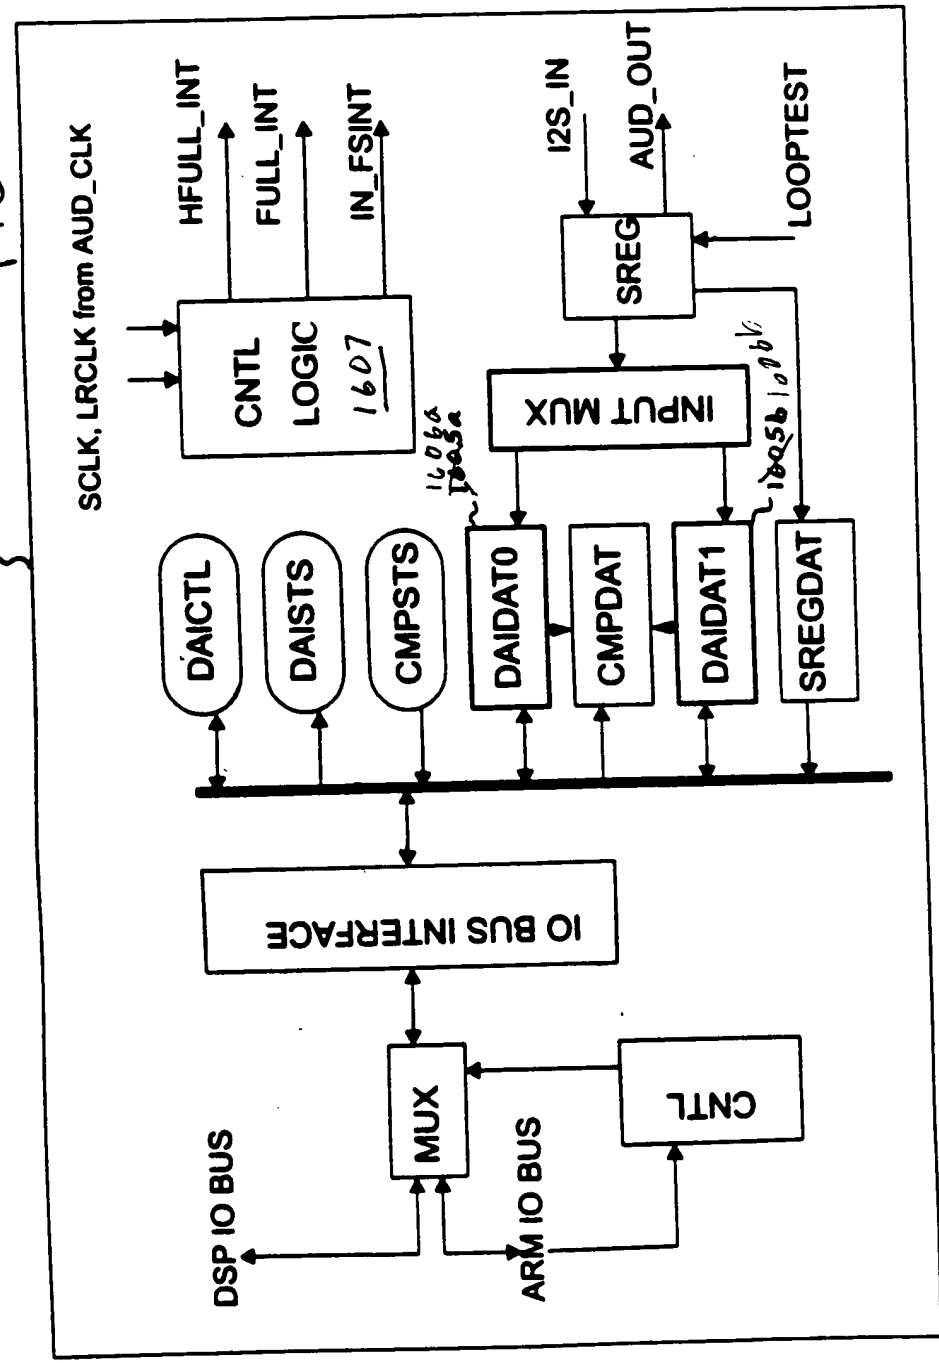 SCLK, LRCLK from AUD_CLK
HFULL_INT
FULL_INT
IN_FSINT
CNTL
LOGIC
1607
I2S_IN
AUD_OUT
LOOPTEST
SREG
INPUT MUX
1606a
DAICTL
DAISTS
CMPSTS
DAIDAT0
CMPDAT
DAIDAT1
SREGDAT
IO BUS INTERFACE
MUX
CNTL
DSP IO BUS
ARM IO BUS